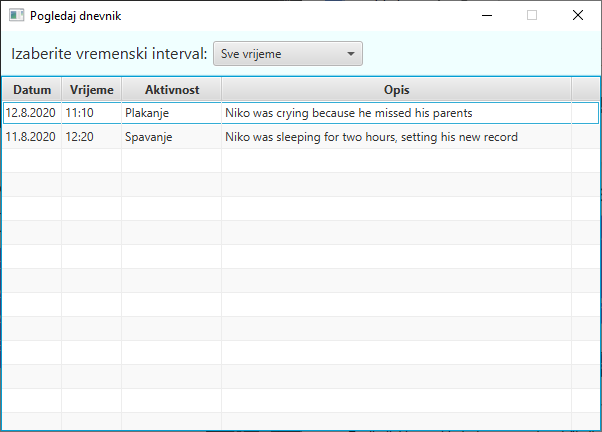 Pogledaj dnevnik
Izaberite vremenski interval: Sve vrijeme
Datum Vrijeme Aktivnost Opis
12.8.2020 11:10 Plakanje Niko was crying because he missed his parents
11.8.2020 12:20 Spavanje Niko was sleeping for two hours, setting his new record